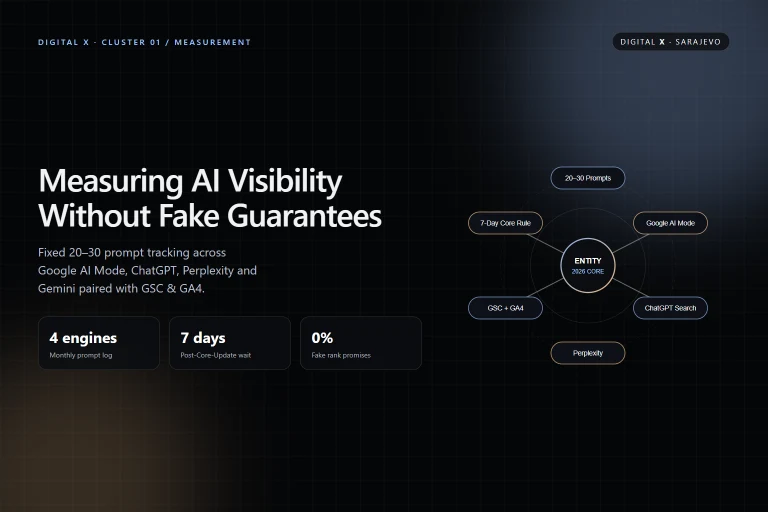 DIGITAL X · CLUSTER 01 / MEASUREMENT
DIGITAL X · SARAJEVO
Measuring AI Visibility
Without Fake Guarantees
Fixed 20–30 prompt tracking across
Google AI Mode, ChatGPT, Perplexity and
Gemini paired with GSC & GA4.
4 engines
Monthly prompt log
7 days
Post-Core-Update wait
0%
Fake rank promises
20–30 Prompts
7-Day Core Rule
Google AI Mode
ENTITY
2026 CORE
GSC + GA4
ChatGPT Search
Perplexity